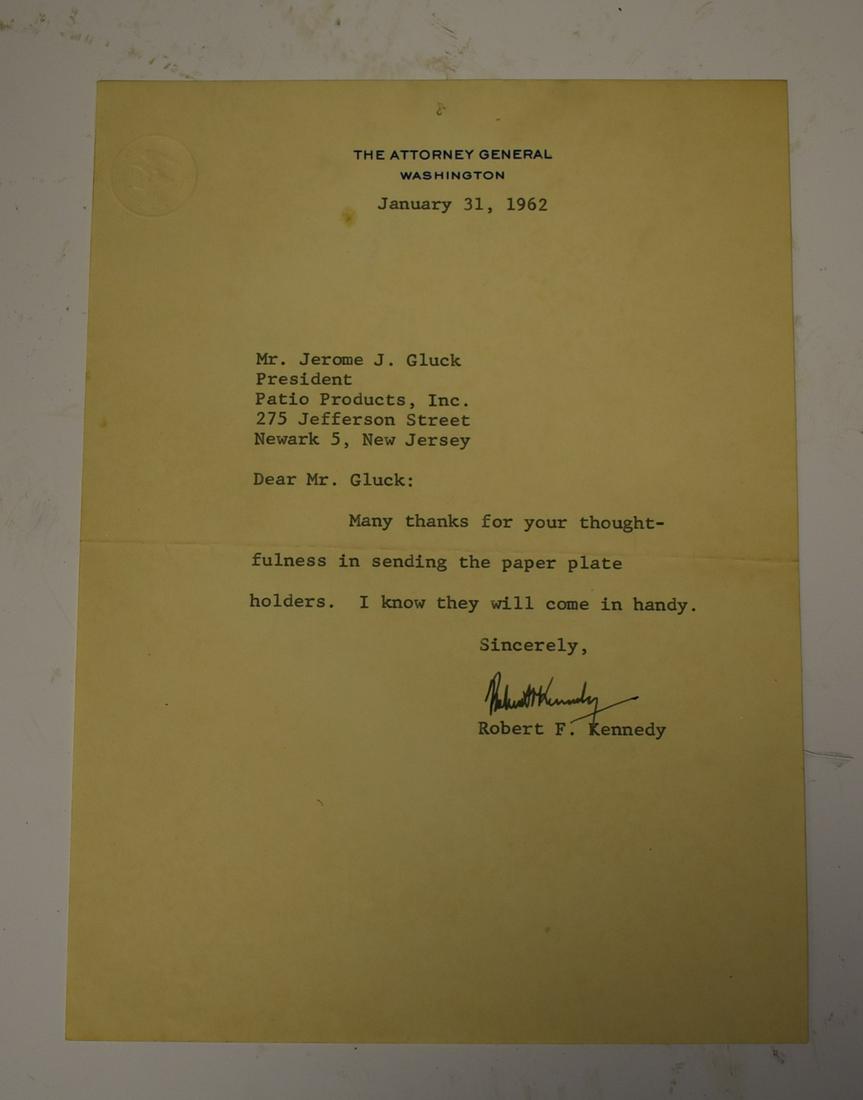 THE ATTORNEY GENERAL
WASHINGTON
January 31, 1962
Mr. Jerome J. Gluck
President
Patio Products, Inc.
275 Jefferson Street
Newark 5, New Jersey
Dear Mr. Gluck:
Many thanks for your thought-
fulness in sending the paper plate
holders.  I know they will come in handy.
Sincerely,
Robert F Kennedy
Robert F. Kennedy